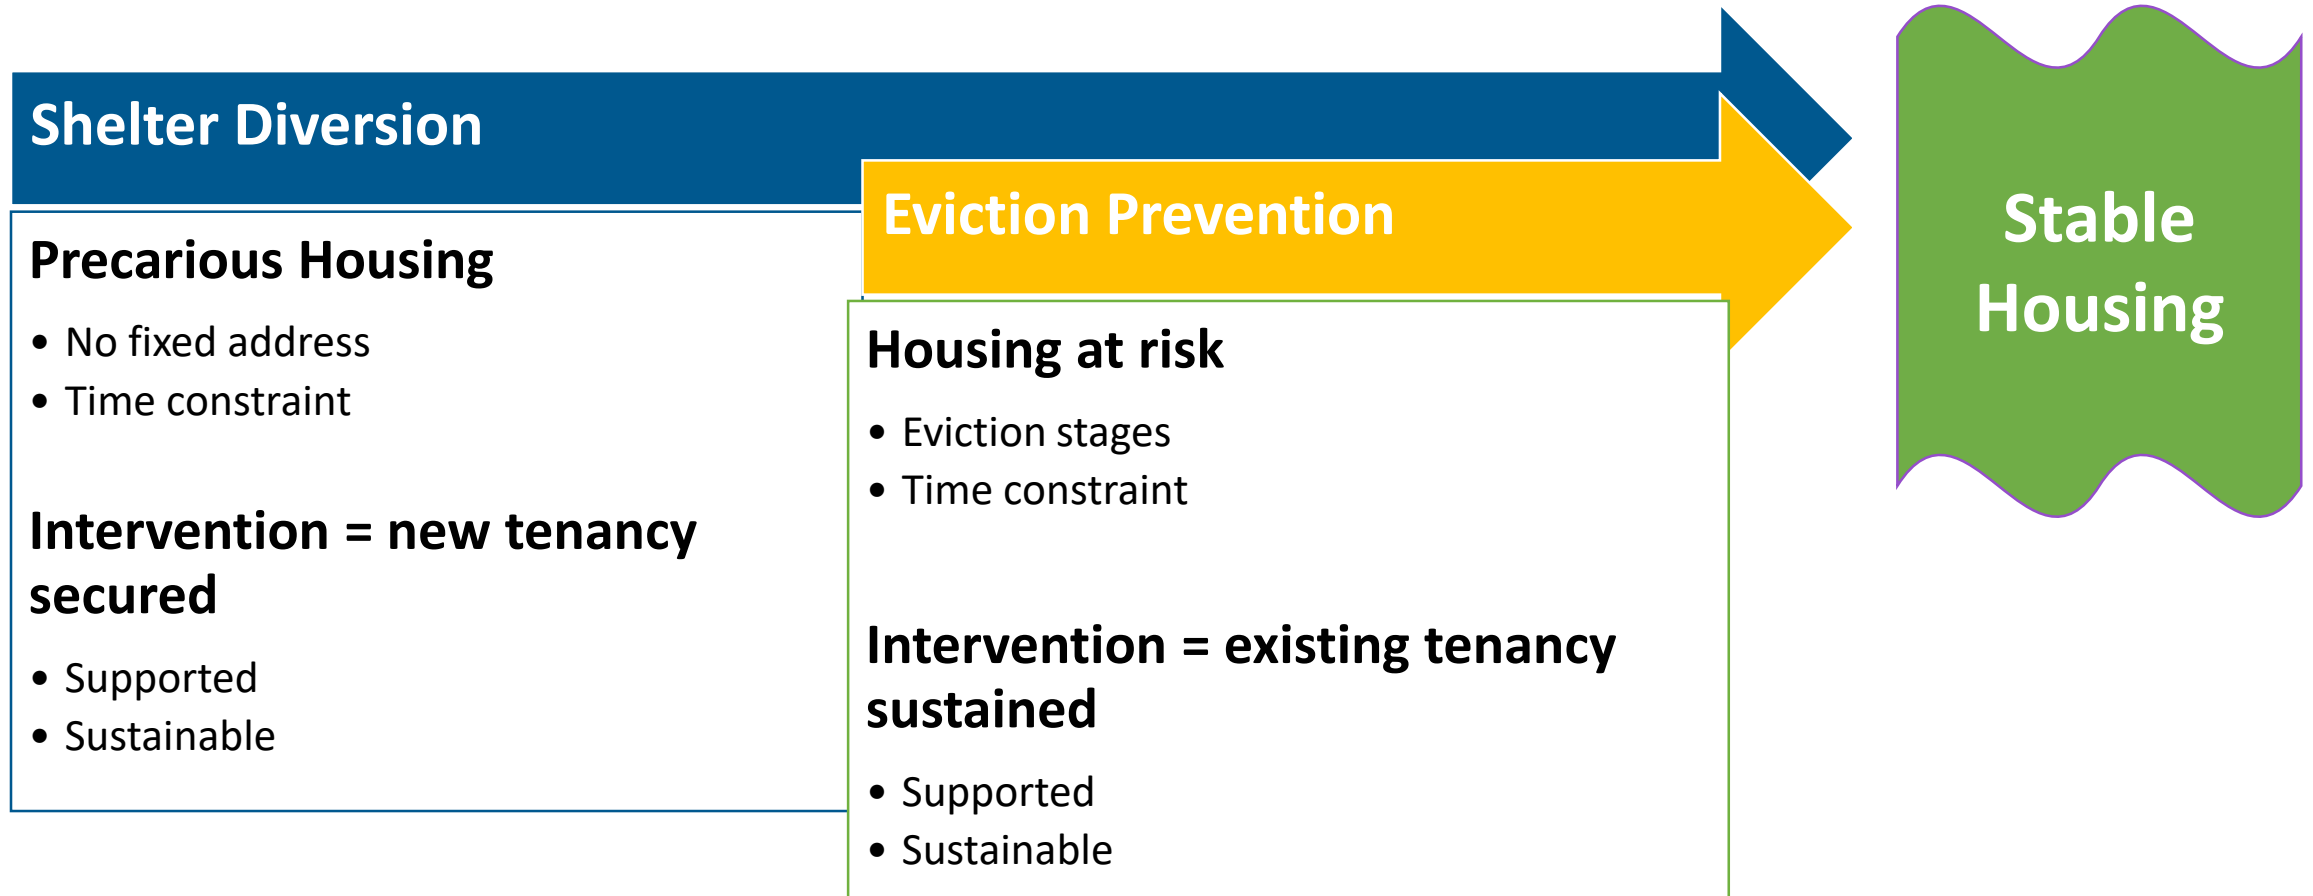 Shelter Diversion
Precarious Housing
• No fixed address
• Time constraint
Intervention = new tenancy
secured
• Supported
• Sustainable
Eviction Prevention
Housing at risk
• Eviction stages
• Time constraint
Intervention = existing tenancy
sustained
• Supported
• Sustainable
Stable
Housing